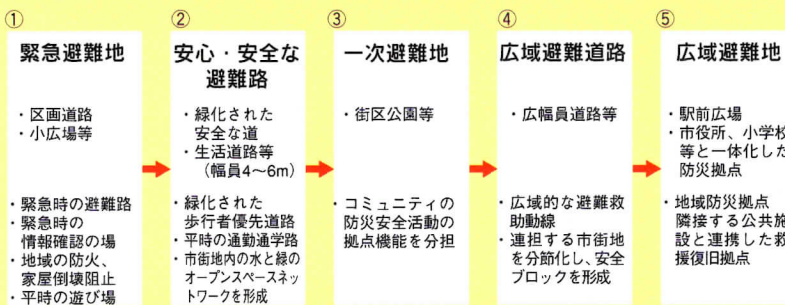 ①
緊急避難地
・区画道路
・小広場等
・緊急時の避難路
・緊急時の
情報確認の場
・地域の防火、
家屋倒壊阻止
・平時の遊び場
②
安心・安全な
避難路
・緑化された
安全な道
・生活道路等
（幅員4〜6m）
・緑化された
歩行者優先道路
・平時の通勤通学路
・市街地内の水と緑の
オープンスペースネッ
トワークを形成
③
一次避難地
・街区公園等
・コミュニティの
防災安全活動の
拠点機能を分担
④
広域避難道路
・広幅員道路等
・広域的な避難救
助動線
・連担する市街地
を分節化し、安全
ブロックを形成
⑤
広域避難地
・駅前広場
・市役所、小学校
等と一体化した
防災拠点
・地域防災拠点
隣接する公共施
設と連携した救
援復旧拠点